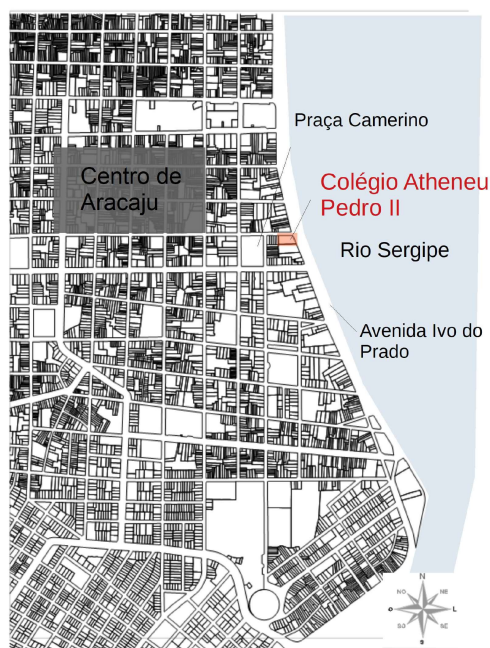 Praça Camerino
Centro de
Aracaju
Colégio Atheneu
Pedro II
Rio Sergipe
Avenida Ivo do
Prado
N
NO
NE
O
L
SO
SE
S